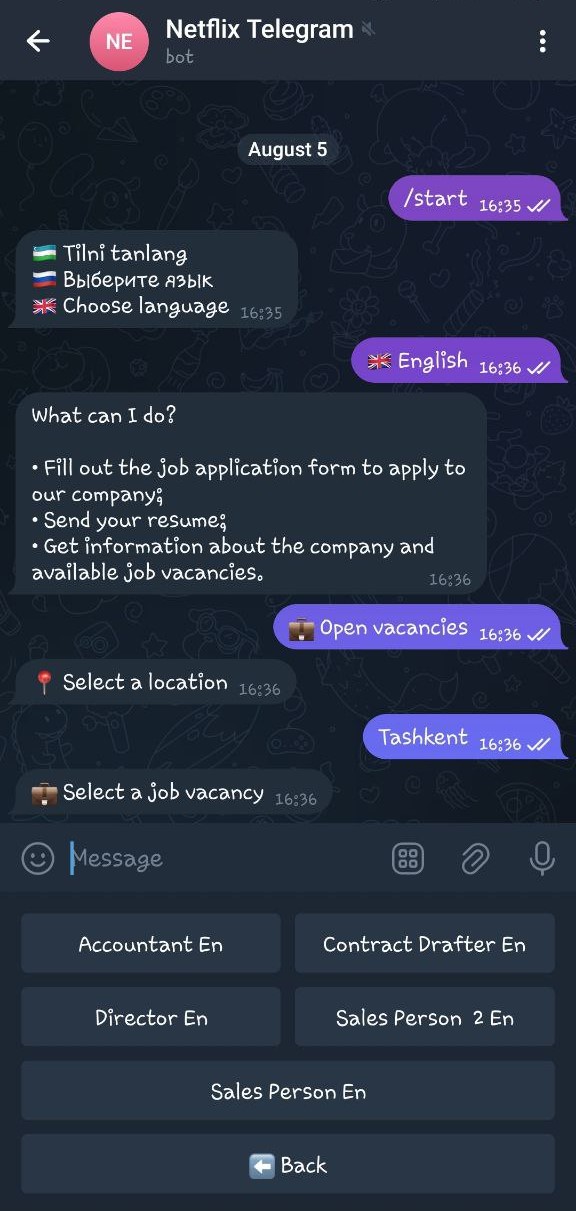 NE
Netflix Telegram
bot
August 5
/start 16:35
🇺🇿 Tilni tanlang
🇷🇺 Выберите язык
🇬🇧 Choose language 16:35
🇬🇧 English 16:36
What can I do?
• Fill out the job application form to apply to
our company;
• Send your resume;
• Get information about the company and
available job vacancies. 16:36
💼 Open vacancies 16:36
📍 Select a location 16:36
Tashkent 16:36
💼 Select a job vacancy 16:36
Message
Accountant En
Contract Drafter En
Director En
Sales Person 2 En
Sales Person En
⬅️ Back